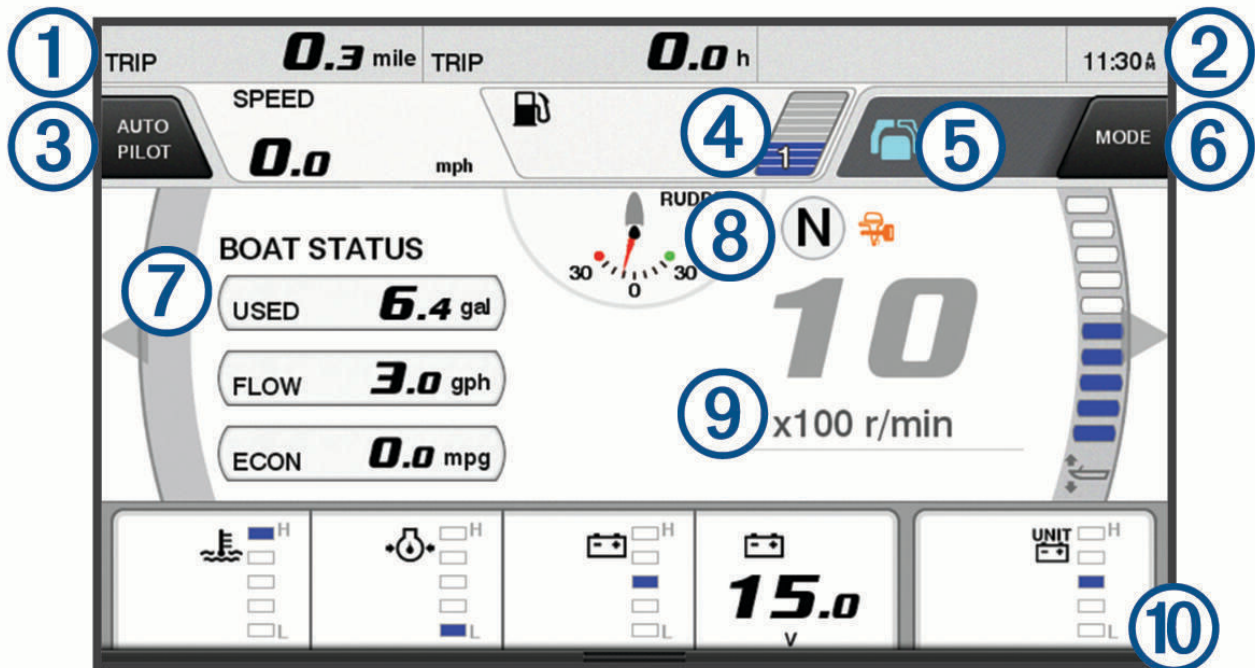 ① TRIP 0.3 mile TRIP 0.0 h 11:30 AM ②
③ AUTO PILOT SPEED 0.0 mph ④ 1 ⑤ MODE ⑥
BOAT STATUS
⑦ USED 6.4 gal
FLOW 3.0 gph
ECON 0.0 mpg
30 0 30
⑧ N
10
⑨ x100 r/min
H L
H L
H L
15.0
V
UNIT
H L
⑩